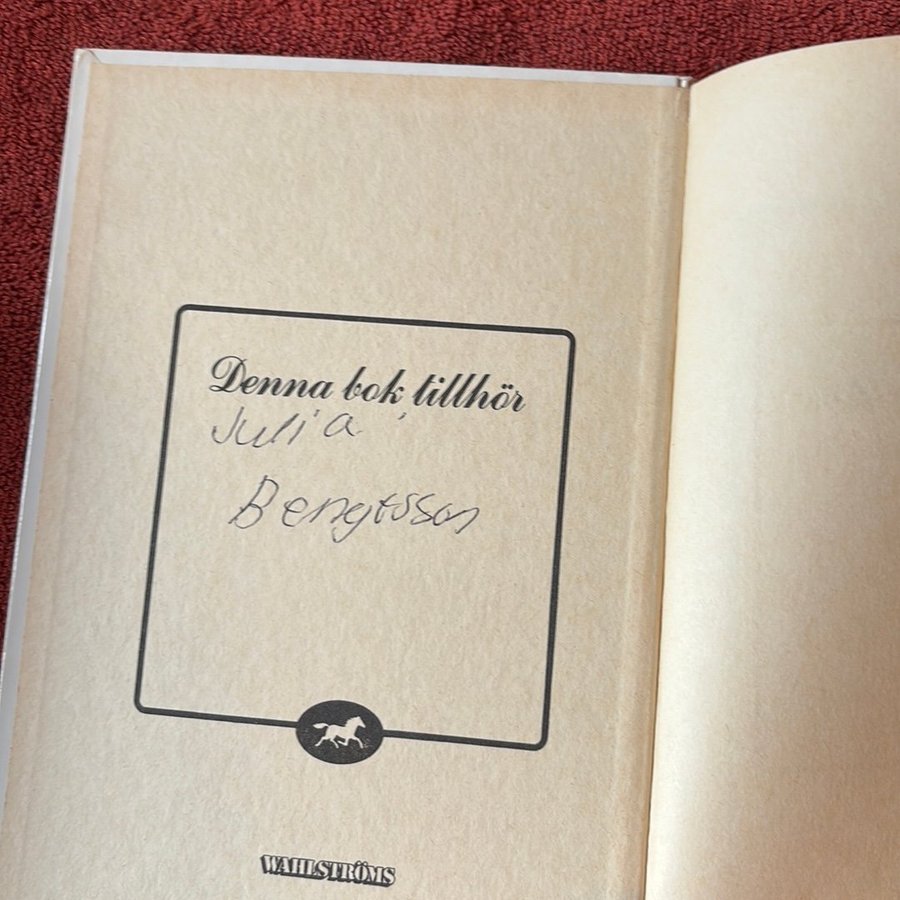 Denna bok tillhör
Julia
Bengtsson
WAHLSTRÖMS